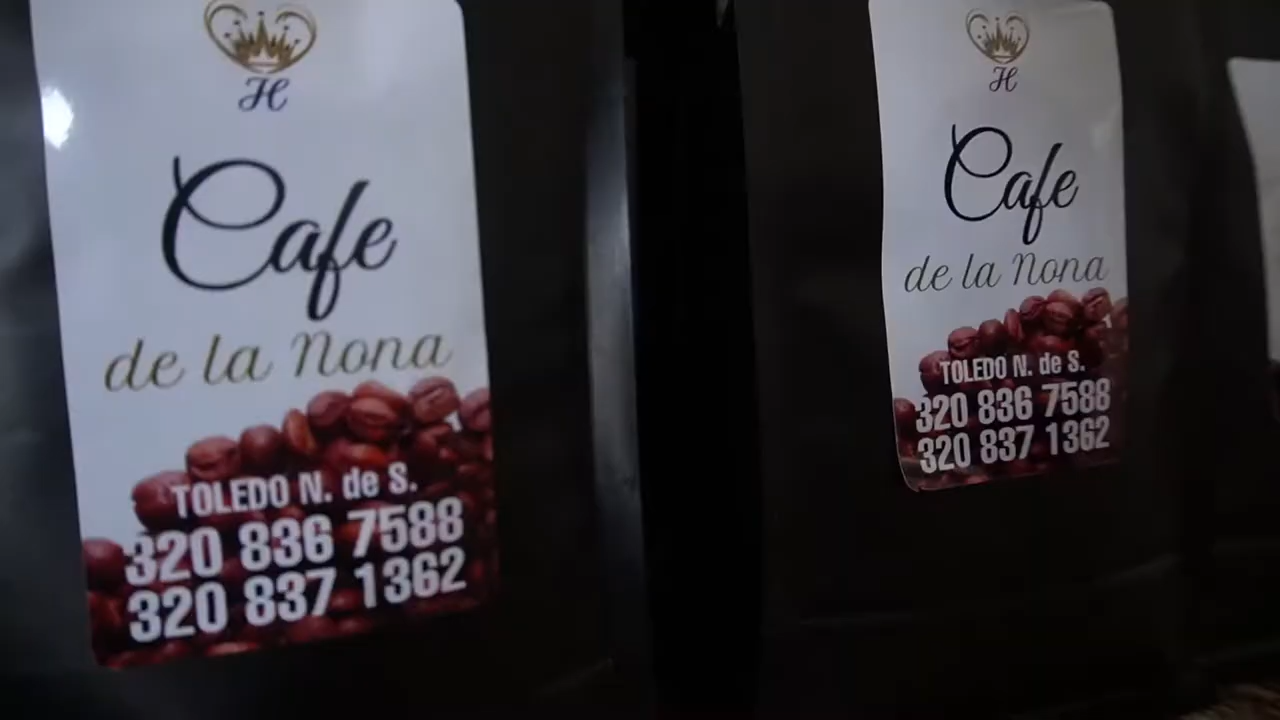 H
Cafe
de la Nona
TOLEDO N. de S.
320 836 7588
320 837 1362
H
Cafe
de la Nona
TOLEDO N. de S.
320 836 7588
320 837 1362